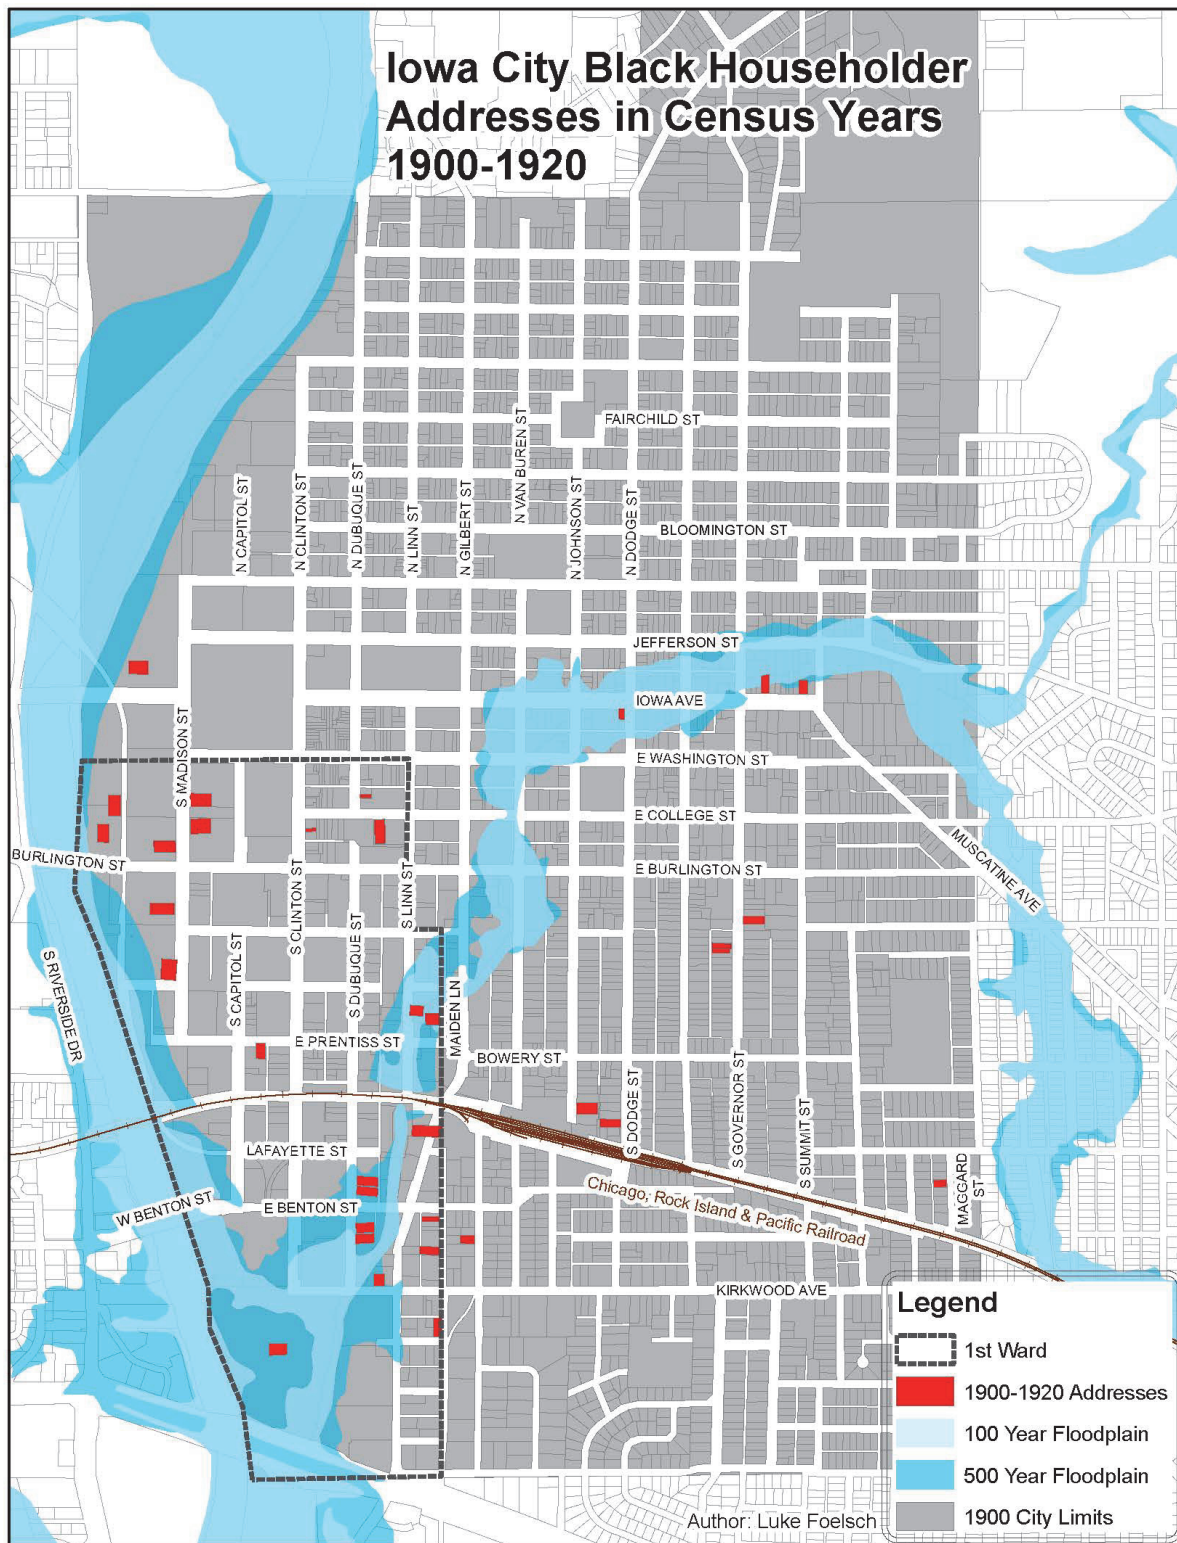 Iowa City Black Householder
Addresses in Census Years
1900-1920
FAIRCHILD ST
N CAPITOL ST
N CLINTON ST
N DUBUQUE ST
N LINN ST
N GILBERT ST
N VAN BUREN ST
N JOHNSON ST
N DODGE ST
BLOOMINGTON ST
JEFFERSON ST
IOWA AVE
S MADISON ST
E WASHINGTON ST
E COLLEGE ST
BURLINGTON ST
E BURLINGTON ST
MUSCATINE AVE
S CLINTON ST
S LINN ST
S DUBUQUE ST
S CAPITOL ST
S RIVERSIDE DR
MAIDEN LN
E PRENTISS ST
BOWERY ST
S DODGE ST
S GOVERNOR ST
S SUMMIT ST
MAGGARD
ST
LAFAYETTE ST
W BENTON ST
E BENTON ST
Chicago, Rock Island & Pacific Railroad
KIRKWOOD AVE
Legend
1st Ward
1900-1920 Addresses
100 Year Floodplain
500 Year Floodplain
1900 City Limits
Author: Luke Foelsch